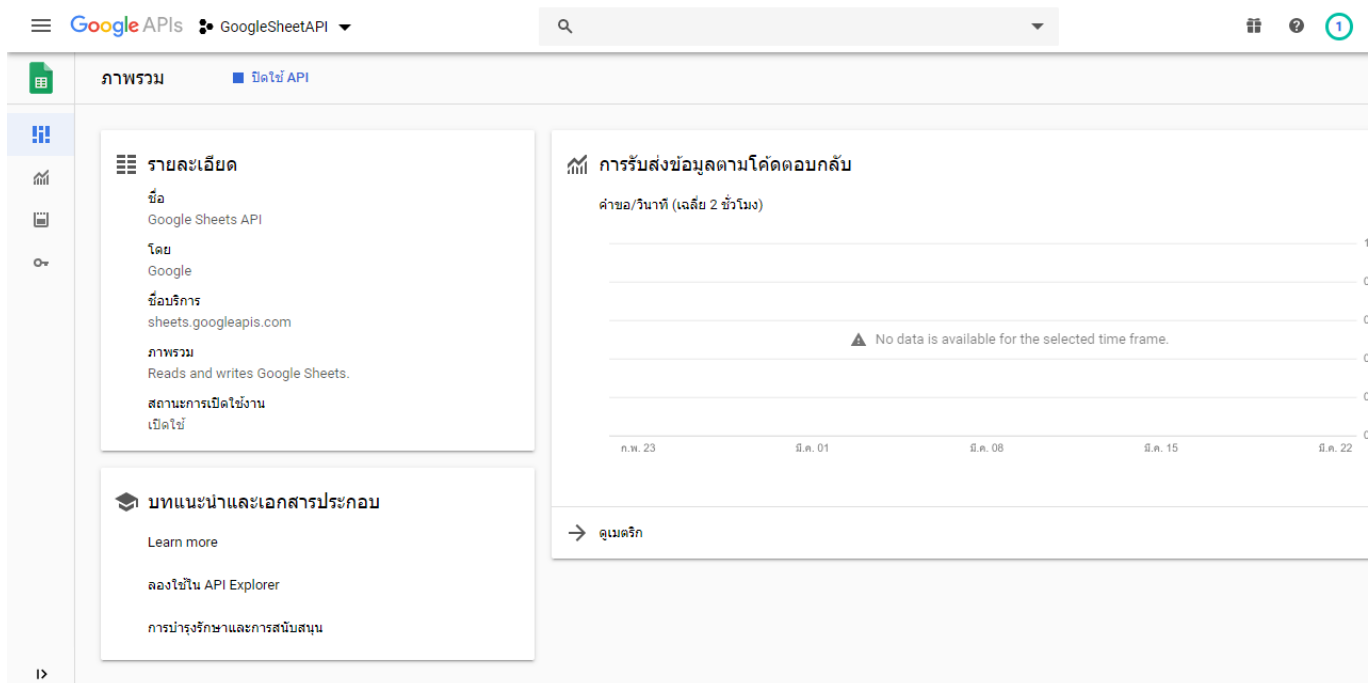 Google APIs GoogleSheetAPI
1
ภาพรวม ปิดใช้ API
รายละเอียด
ชื่อ
Google Sheets API
โดย
Google
ชื่อบริการ
sheets.googleapis.com
ภาพรวม
Reads and writes Google Sheets.
สถานะการเปิดใช้งาน
เปิดใช้
บทแนะนำและเอกสารประกอบ
Learn more
ลองใช้ใน API Explorer
การบำรุงรักษาและการสนับสนุน
การรับส่งข้อมูลตามโค้ดตอบกลับ
คำขอ/วินาที (เฉลี่ย 2 ชั่วโมง)
No data is available for the selected time frame.
ก.พ. 23 มี.ค. 01 มี.ค. 08 มี.ค. 15 มี.ค. 22
ดูเมตริก